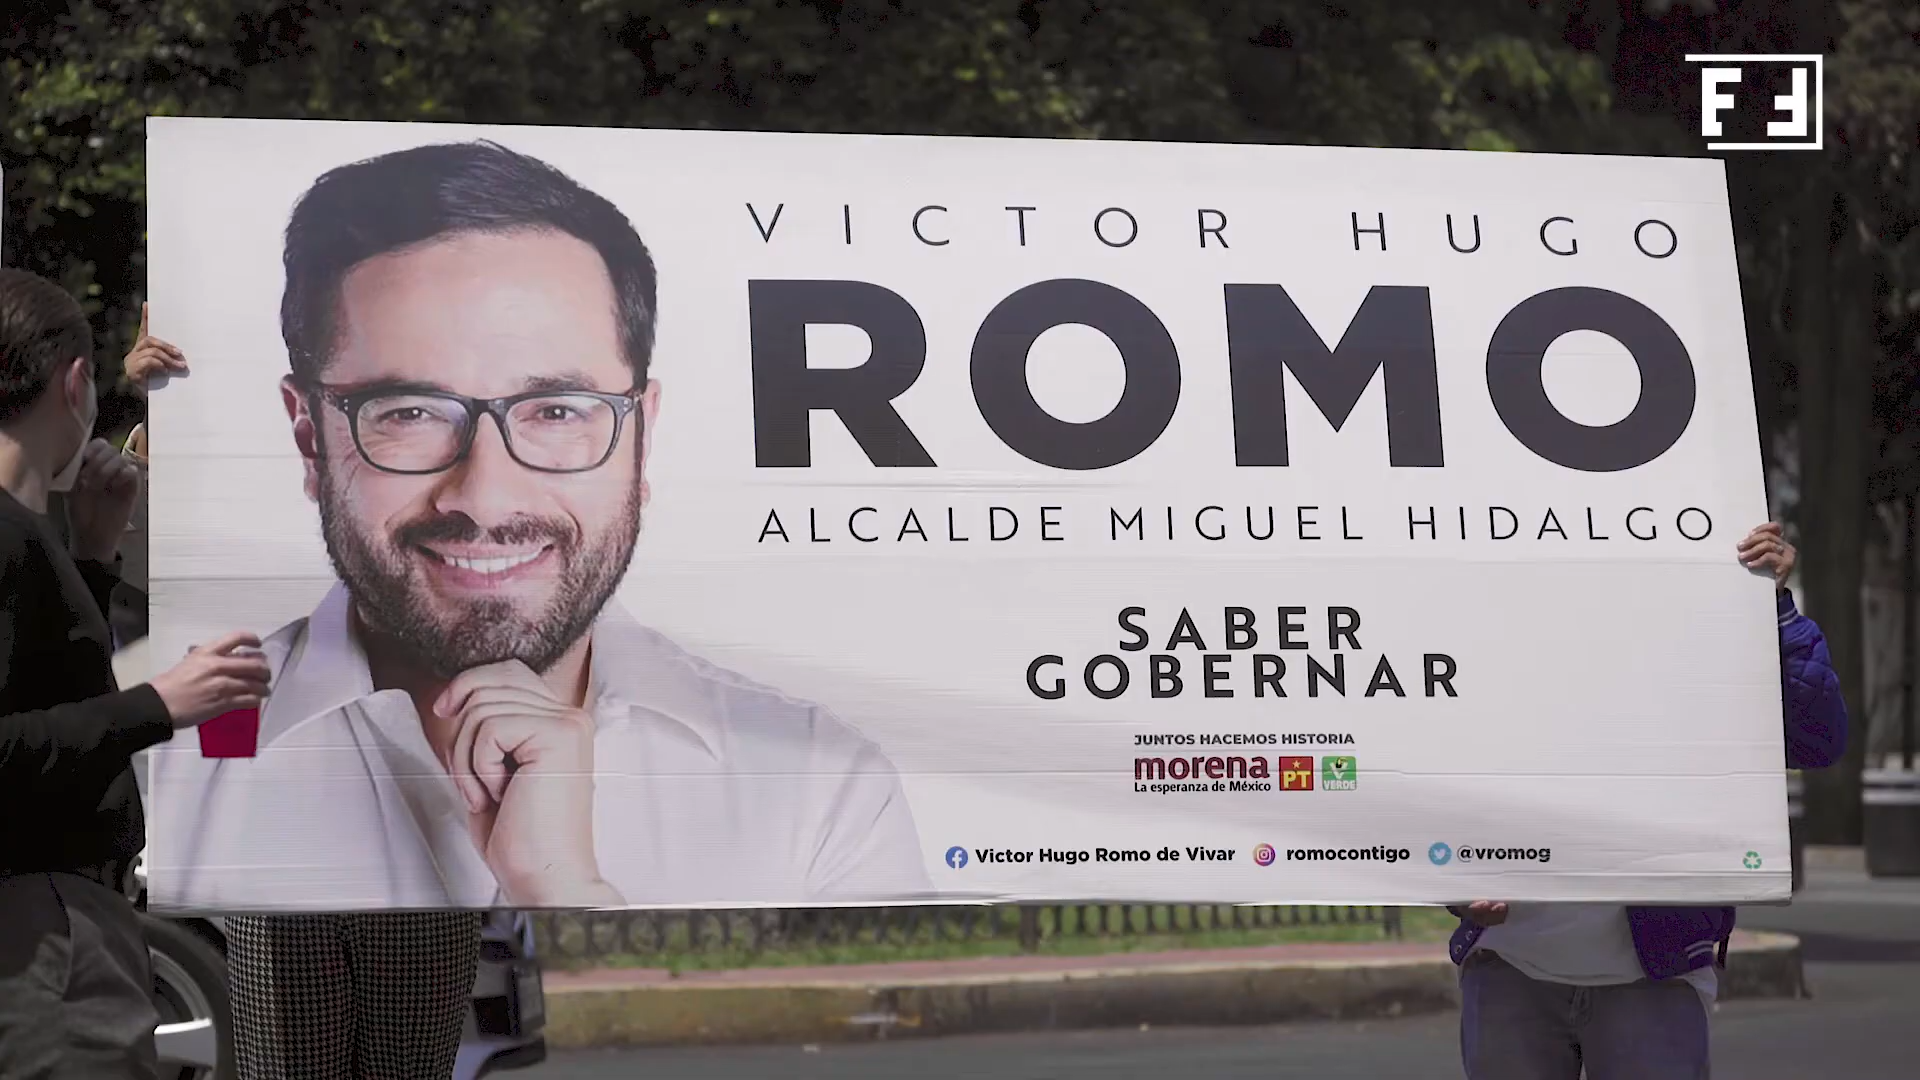 FE
VICTOR HUGO
ROMO
ALCALDE MIGUEL HIDALGO
SABER
GOBERNAR
JUNTOS HACEMOS HISTORIA
morena
La esperanza de México
PT
VERDE
Victor Hugo Romo de Vivar romocontigo @vromog